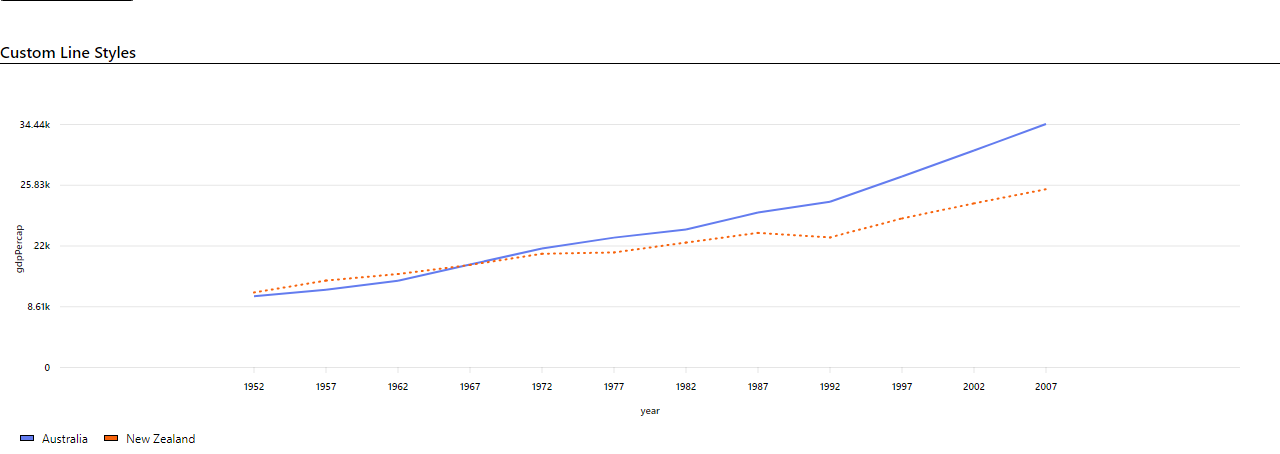 Custom Line Styles
34.44k
25.83k
22k
8.61k
0
gdpPercap
1952 1957 1962 1967 1972 1977 1982 1987 1992 1997 2002 2007
year
Australia New Zealand